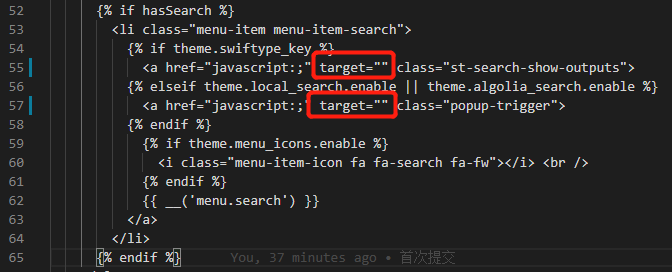 52 {% if hasSearch %}
53 <li class="menu-item menu-item-search">
54 {% if theme.swiftype_key %}
55 <a href="javascript:;" target="" class="st-search-show-outputs">
56 {% elseif theme.local_search.enable || theme.algolia_search.enable %}
57 <a href="javascript:;" target="" class="popup-trigger">
58 {% endif %}
59 {% if theme.menu_icons.enable %}
60 <i class="menu-item-icon fa fa-search fa-fw"></i> <br />
61 {% endif %}
62 {{ __('menu.search') }}
63 </a>
64 </li>
65 {% endif %} You, 37 minutes ago • 首次提交